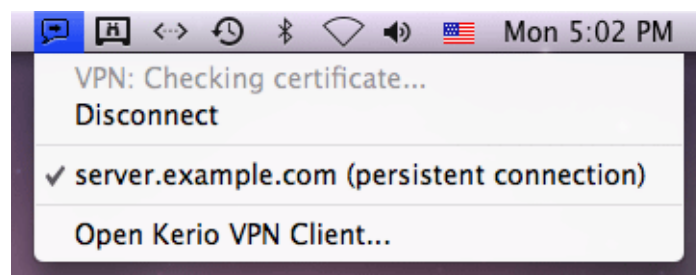 Mon 5:02 PM
VPN: Checking certificate...
Disconnect
server.example.com (persistent connection)
Open Kerio VPN Client...